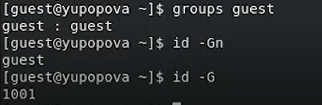 [guest@yupopova ~]$ groups guest
guest : guest
[guest@yupopova ~]$ id -Gn
guest
[guest@yupopova ~]$ id -G
1001